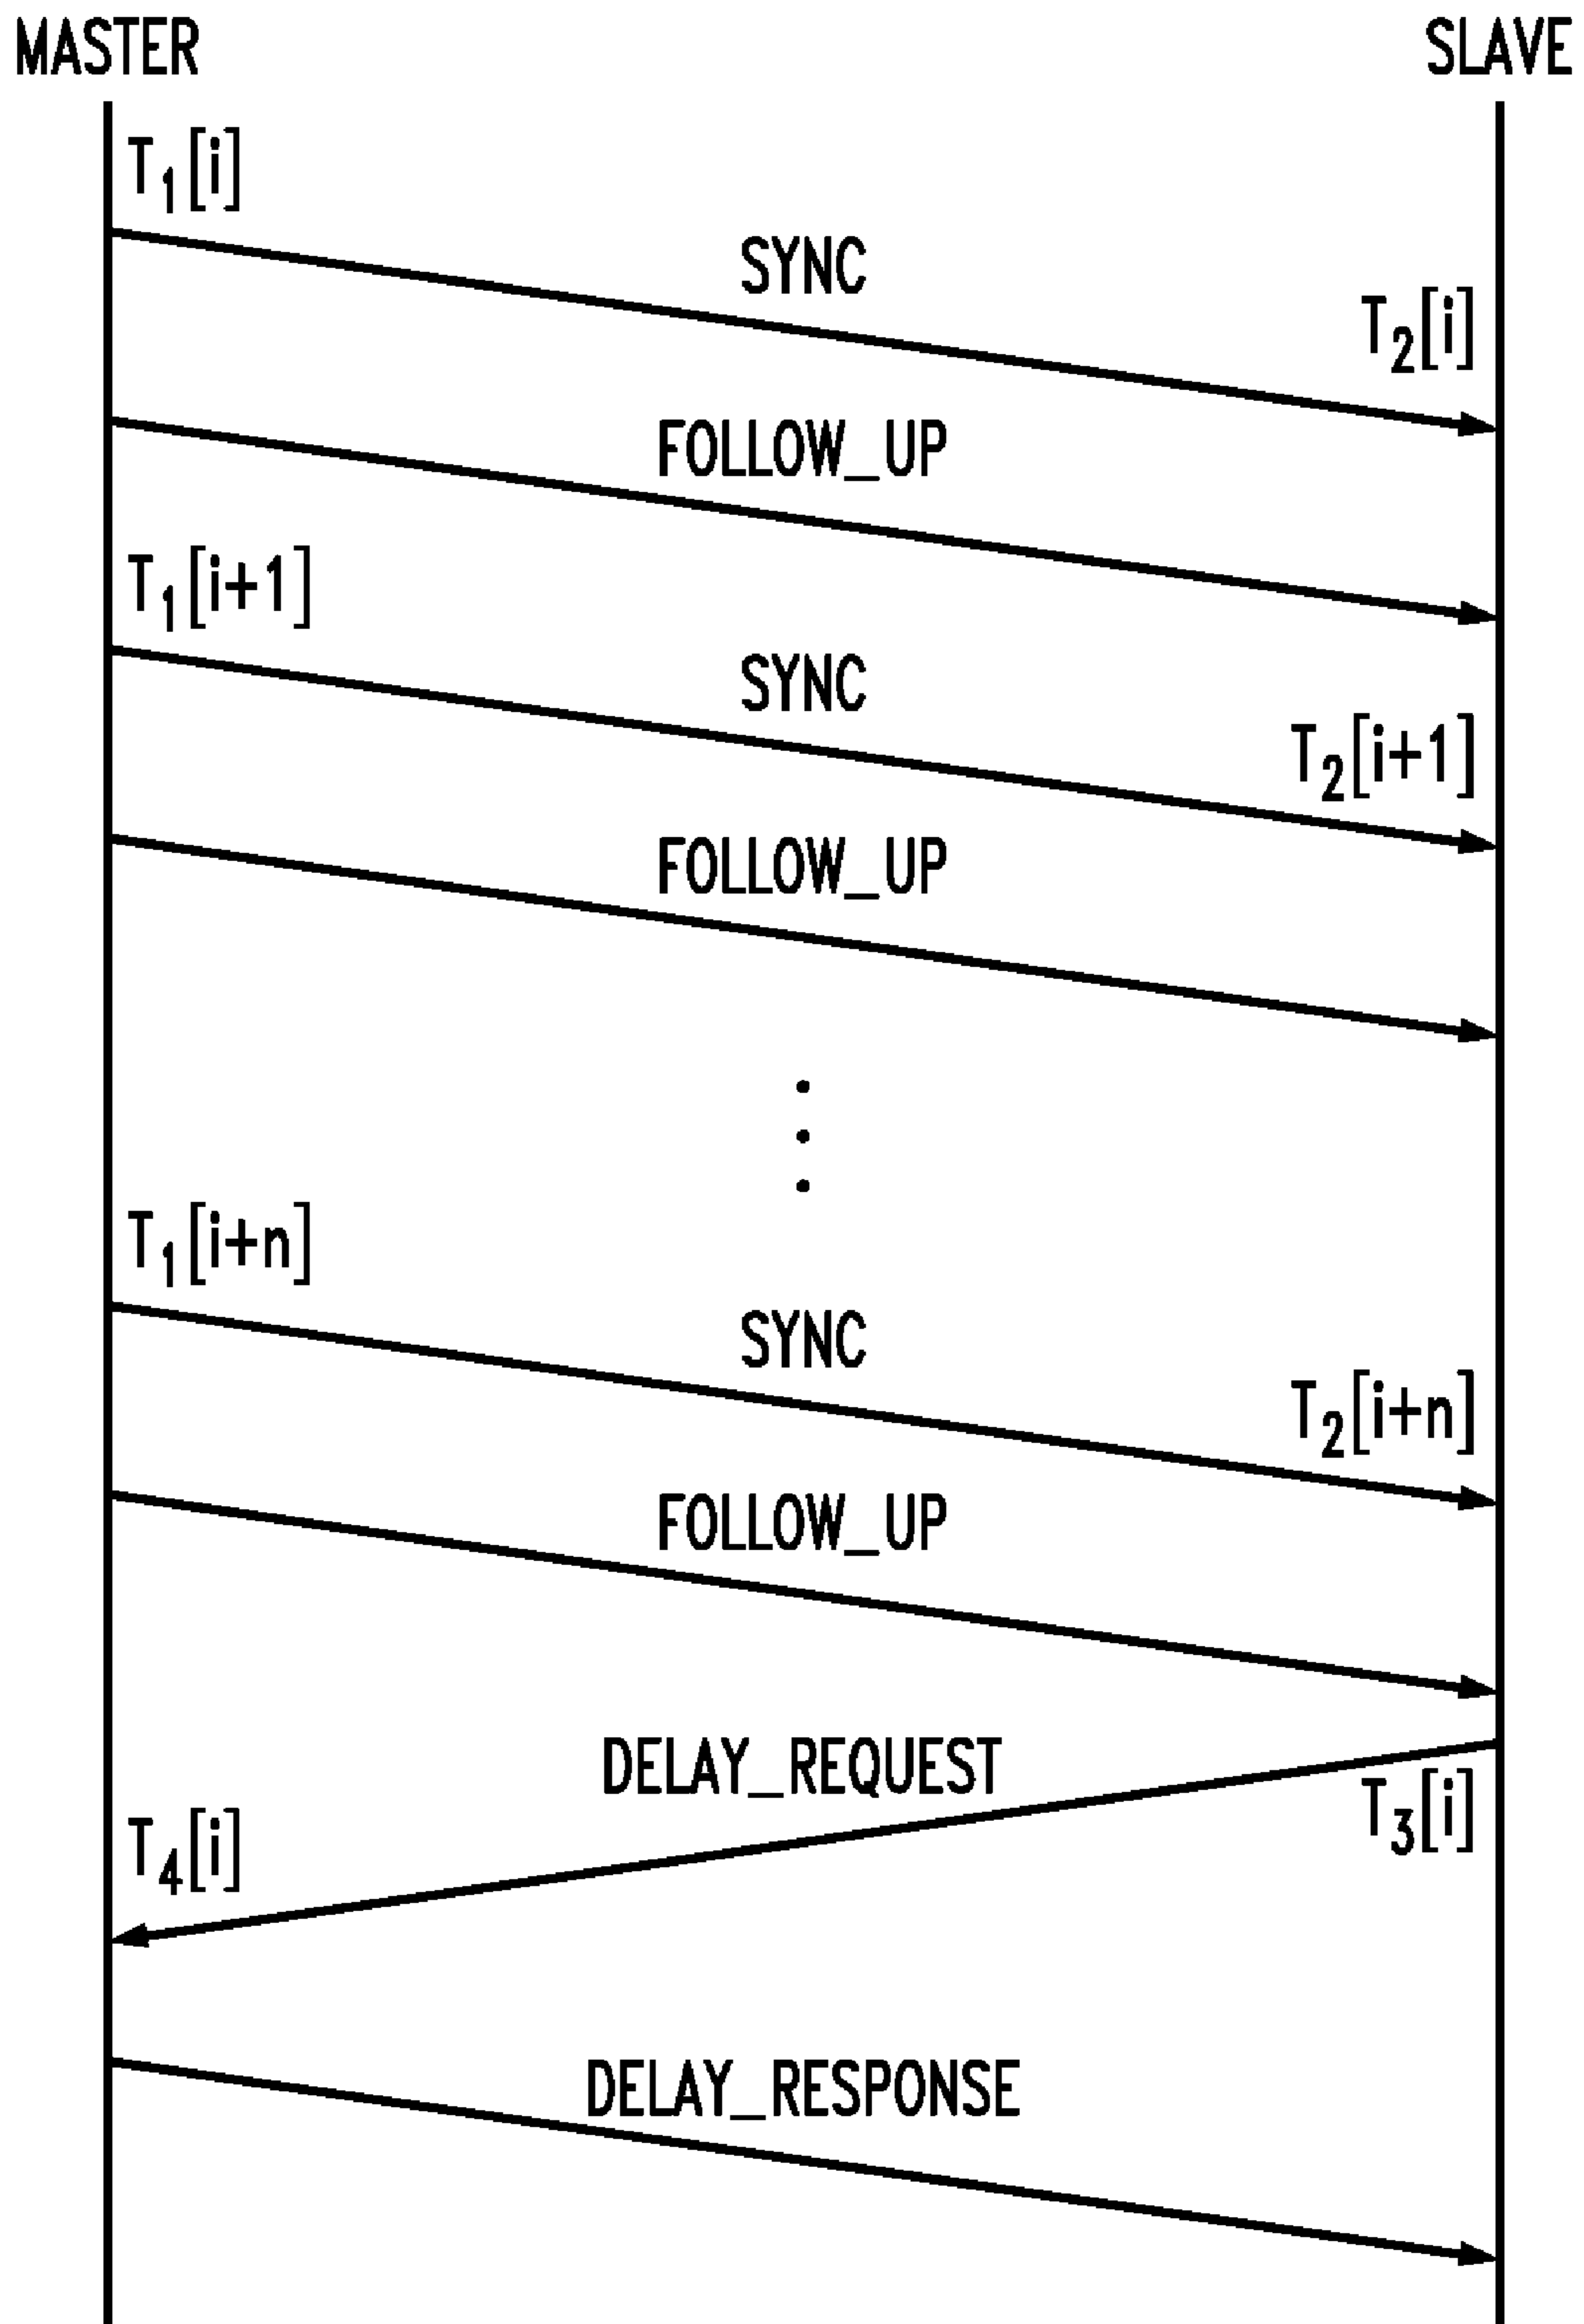 MASTER SLAVE
T₁[i]
SYNC
T₂[i]
FOLLOW_UP
T₁[i+1]
SYNC
T₂[i+1]
FOLLOW_UP
T₁[i+n]
SYNC
T₂[i+n]
FOLLOW_UP
DELAY_REQUEST
T₃[i]
T₄[i]
DELAY_RESPONSE